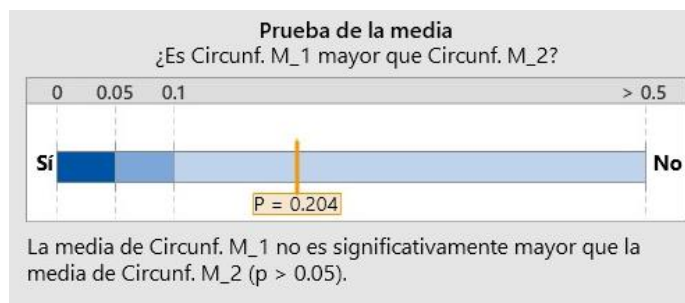 Prueba de la media
¿Es Circunf. M_1 mayor que Circunf. M_2?
0 0.05 0.1 > 0.5
Sí No
P = 0.204
La media de Circunf. M_1 no es significativamente mayor que la
media de Circunf. M_2 (p > 0.05).